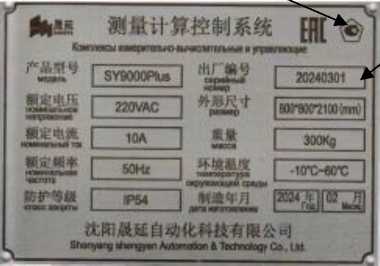 晟延 测量计算控制系统 EAC
Комплексы измерительно-вычислительные и управляющие
产品型号 SY9000Plus 出厂编号 20240301
модель серийный номер
额定电压 220VAC 外形尺寸 800*800*2100(mm)
номинальное напряжение размер
额定电流 10A 重量 300Kg
номинальный ток масса
额定频率 50Hz 环境温度 -10℃~60℃
номинальная частота температура окружающей среды
防护等级 IP54 制造年月 2024 年 02 月
класс защиты дата изготовления Год Месяц
沈阳晟延自动化科技有限公司
Shenyang shengyen Automation & Technology Co., Ltd.